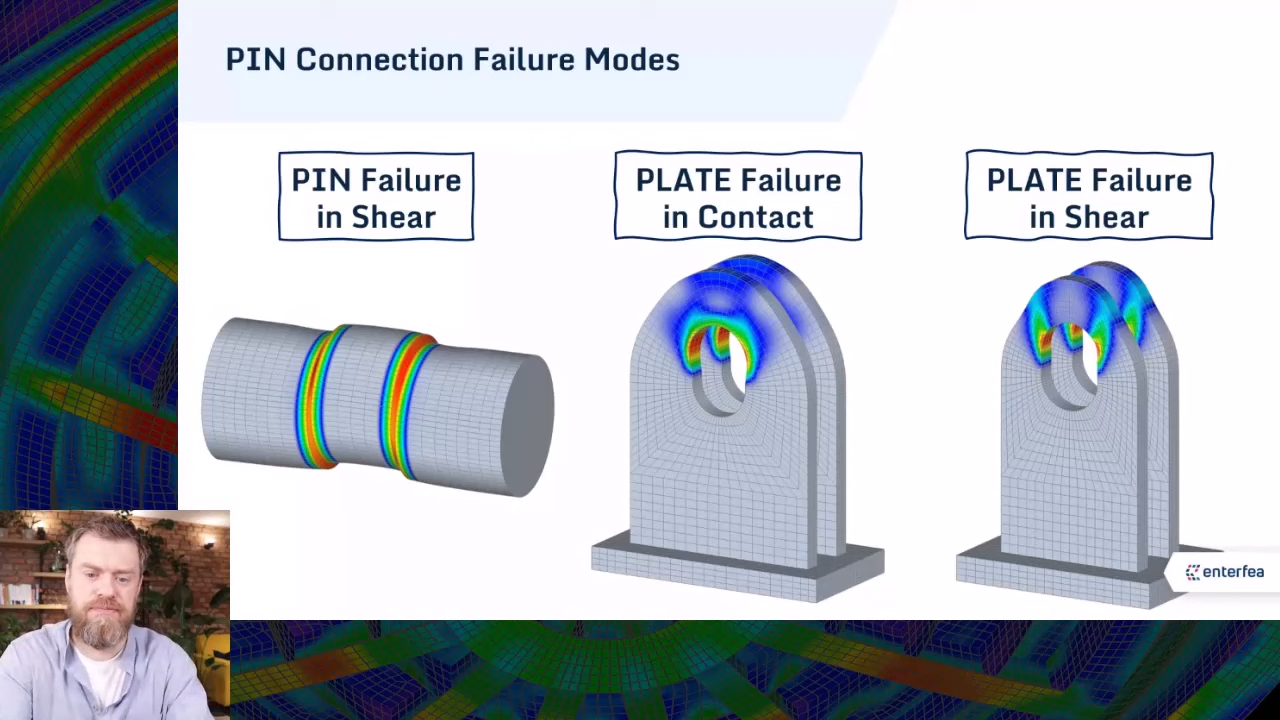 PIN Connection Failure Modes
PIN Failure
in Shear
PLATE Failure
in Contact
PLATE Failure
in Shear
enterfea